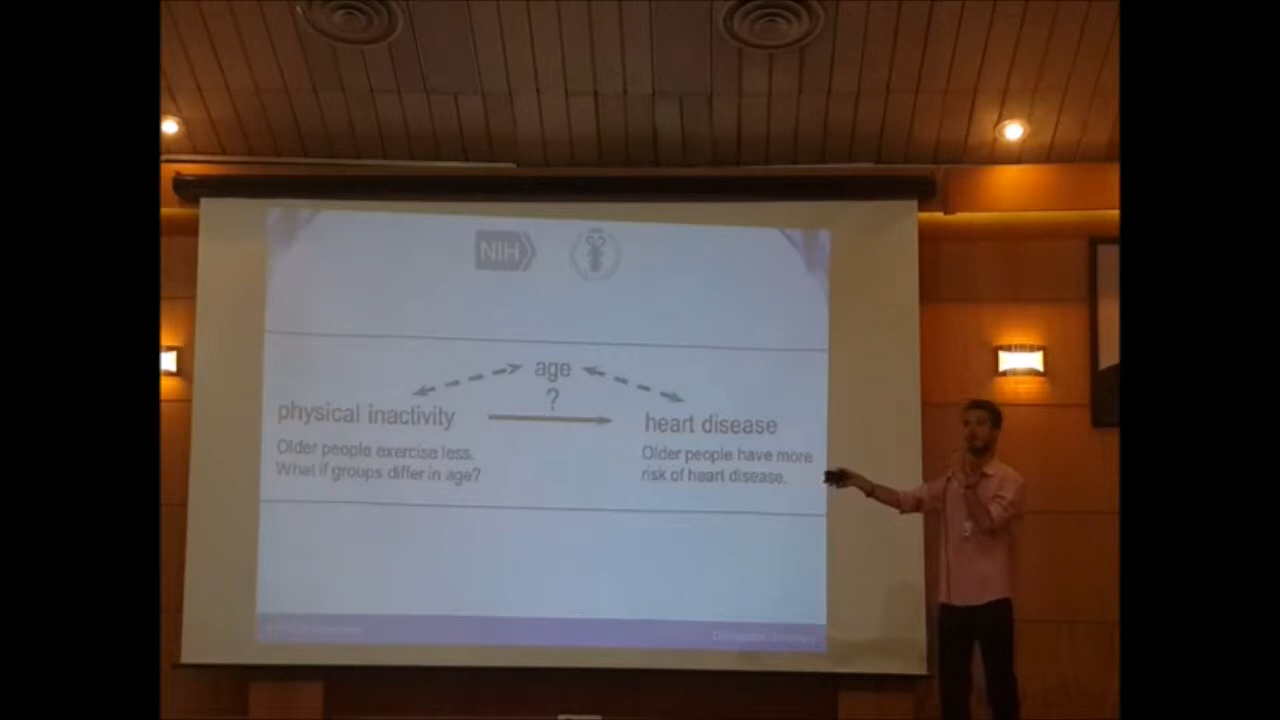 NIH
age
?
physical inactivity
heart disease
Older people exercise less.
What if groups differ in age?
Older people have more
risk of heart disease.